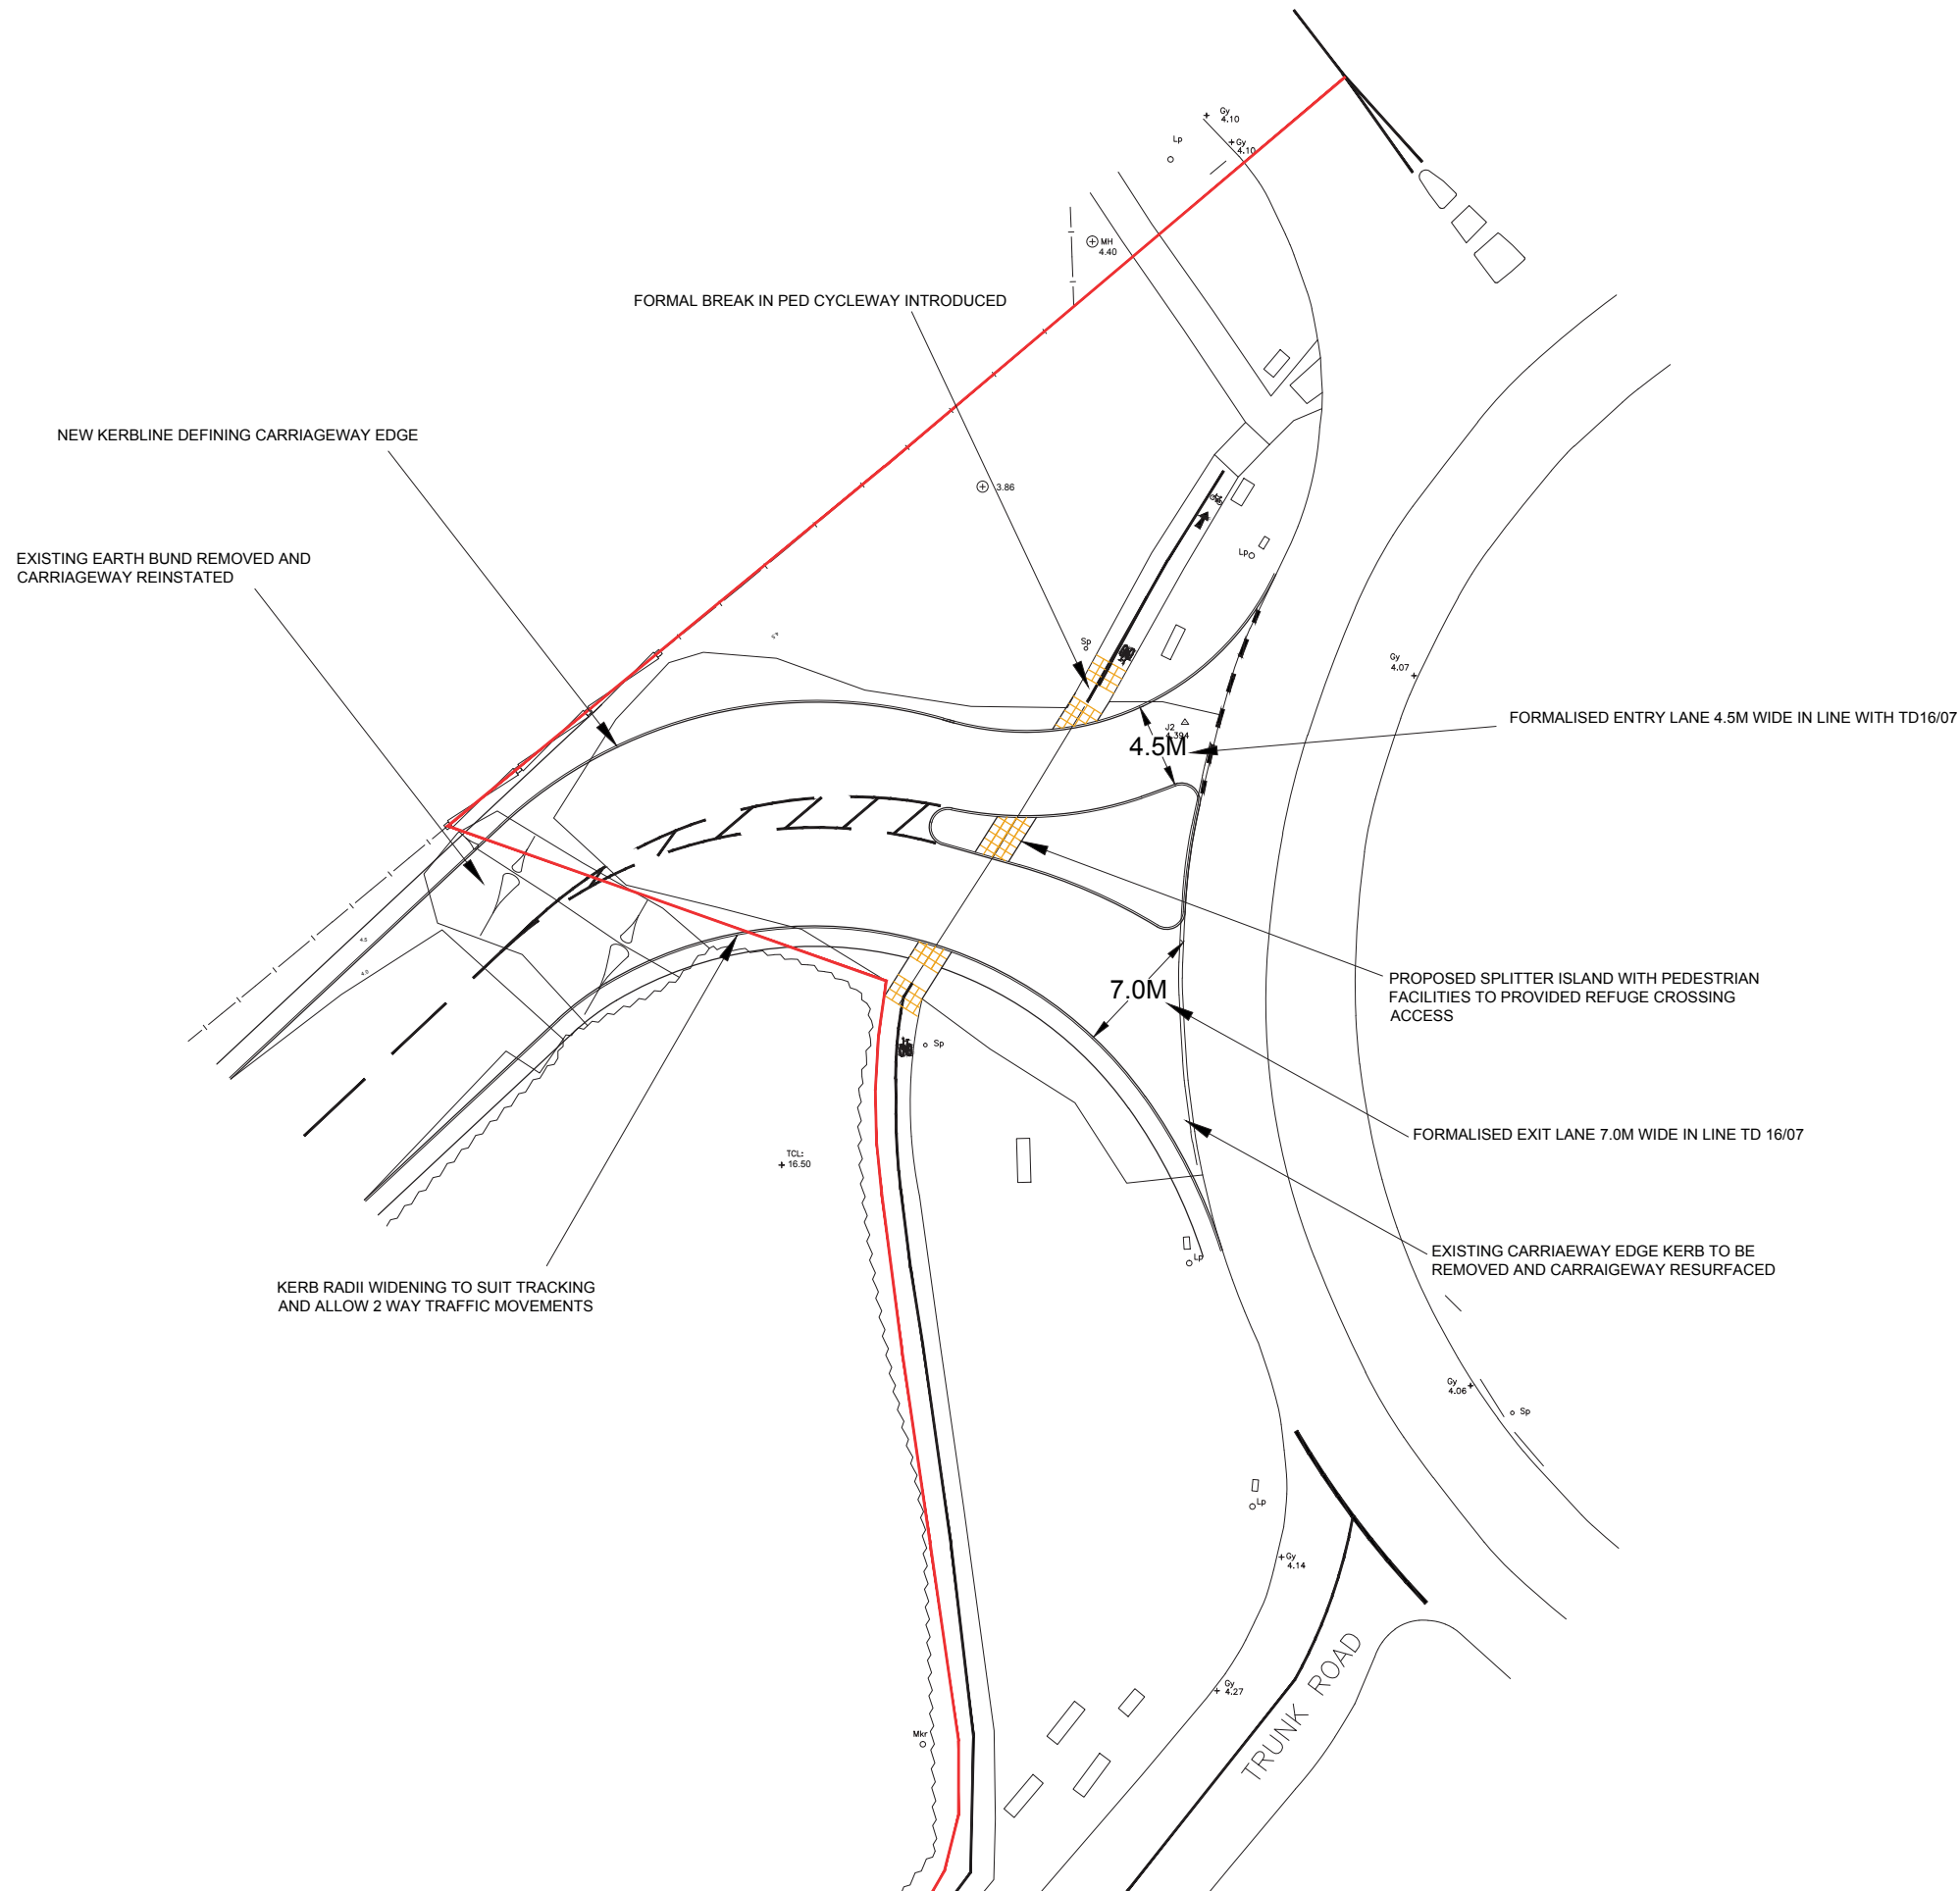 Gy
4.10
Gy
4.10
Lp
MH
4.40
FORMAL BREAK IN PED CYCLEWAY INTRODUCED
NEW KERBLINE DEFINING CARRIAGEWAY EDGE
3.86
EXISTING EARTH BUND REMOVED AND
CARRIAGEWAY REINSTATED
Lp
Sp
Gy
4.07
J2
4.394
4.5M
FORMALISED ENTRY LANE 4.5M WIDE IN LINE WITH TD16/07
4.5
4.0
7.0M
PROPOSED SPLITTER ISLAND WITH PEDESTRIAN
FACILITIES TO PROVIDED REFUGE CROSSING
ACCESS
Sp
FORMALISED EXIT LANE 7.0M WIDE IN LINE TD 16/07
TCL:
16.50
EXISTING CARRIAEWAY EDGE KERB TO BE
REMOVED AND CARRAIGEWAY RESURFACED
Lp
KERB RADII WIDENING TO SUIT TRACKING
AND ALLOW 2 WAY TRAFFIC MOVEMENTS
Gy
4.06
Sp
Lp
Gy
4.14
Gy
4.27
TRUNK ROAD
Mkr